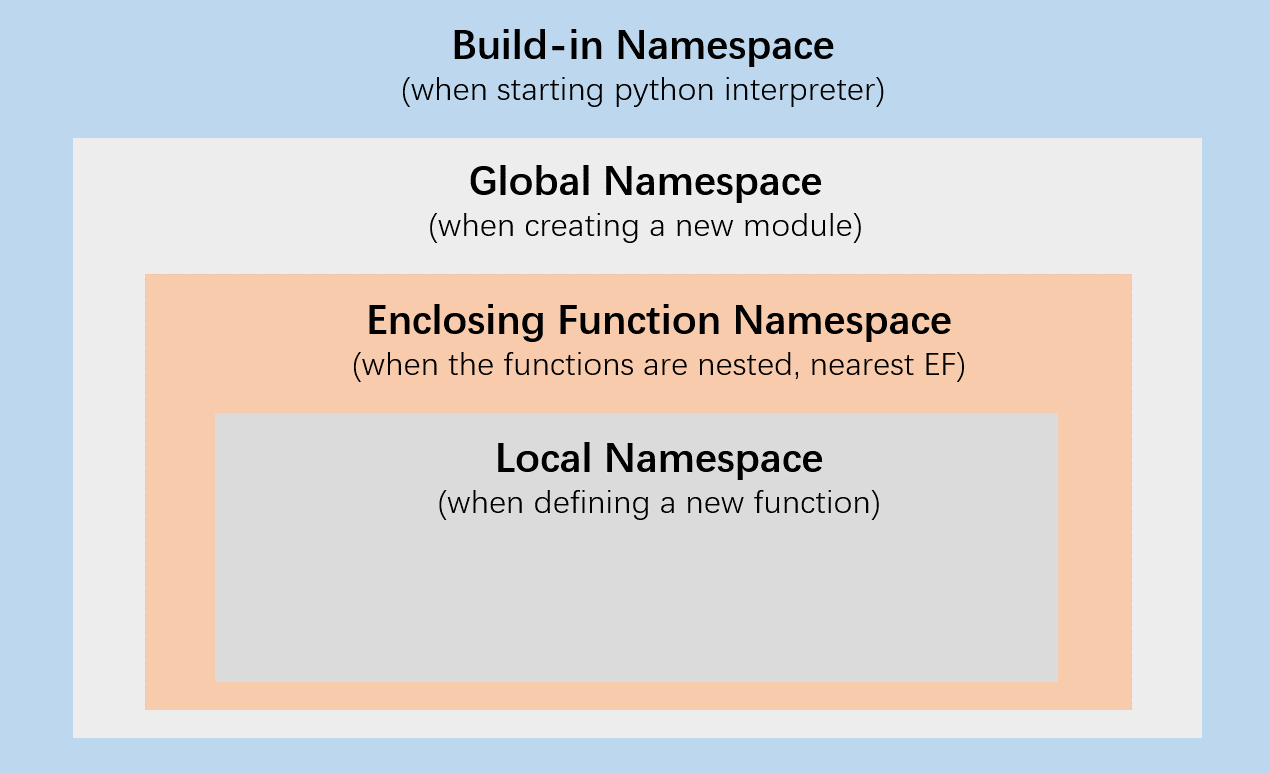 Build-in Namespace
(when starting python interpreter)
Global Namespace
(when creating a new module)
Enclosing Function Namespace
(when the functions are nested, nearest EF)
Local Namespace
(when defining a new function)